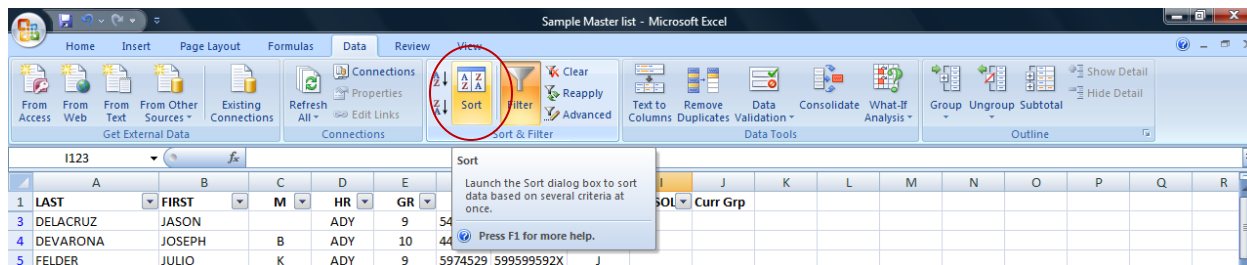 Sample Master list - Microsoft Excel
Home Insert Page Layout Formulas Data Review View
From Access From Web From Text From Other Sources Existing Connections
Get External Data
Refresh All Connections Properties Edit Links
Connections
A Z Z A Sort Filter Clear Reapply Advanced
Sort & Filter
Text to Columns Remove Duplicates Data Validation Consolidate What-If Analysis
Data Tools
Group Ungroup Subtotal Show Detail Hide Detail
Outline
I123 fx
Sort
Launch the Sort dialog box to sort
data based on several criteria at
once.
Press F1 for more help.
A B C D E I J K L M N O P Q R
1 LAST FIRST M HR GR SOL Curr Grp
3 DELACRUZ JASON ADY 9 54
4 DEVARONA JOSEPH B ADY 10 44
5 FELDER JULIO K ADY 9 5974529 599599592X J